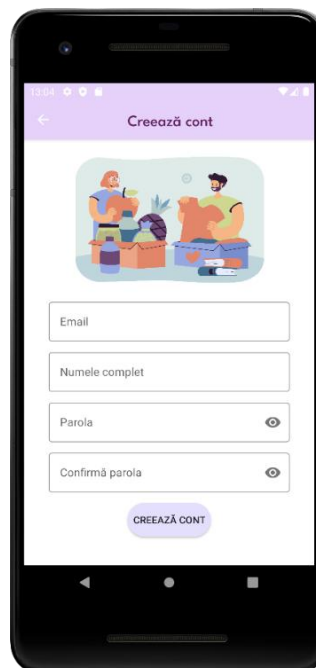 13:04
Creează cont
Email
Numele complet
Parola
Confirmă parola
CREEAZĂ CONT